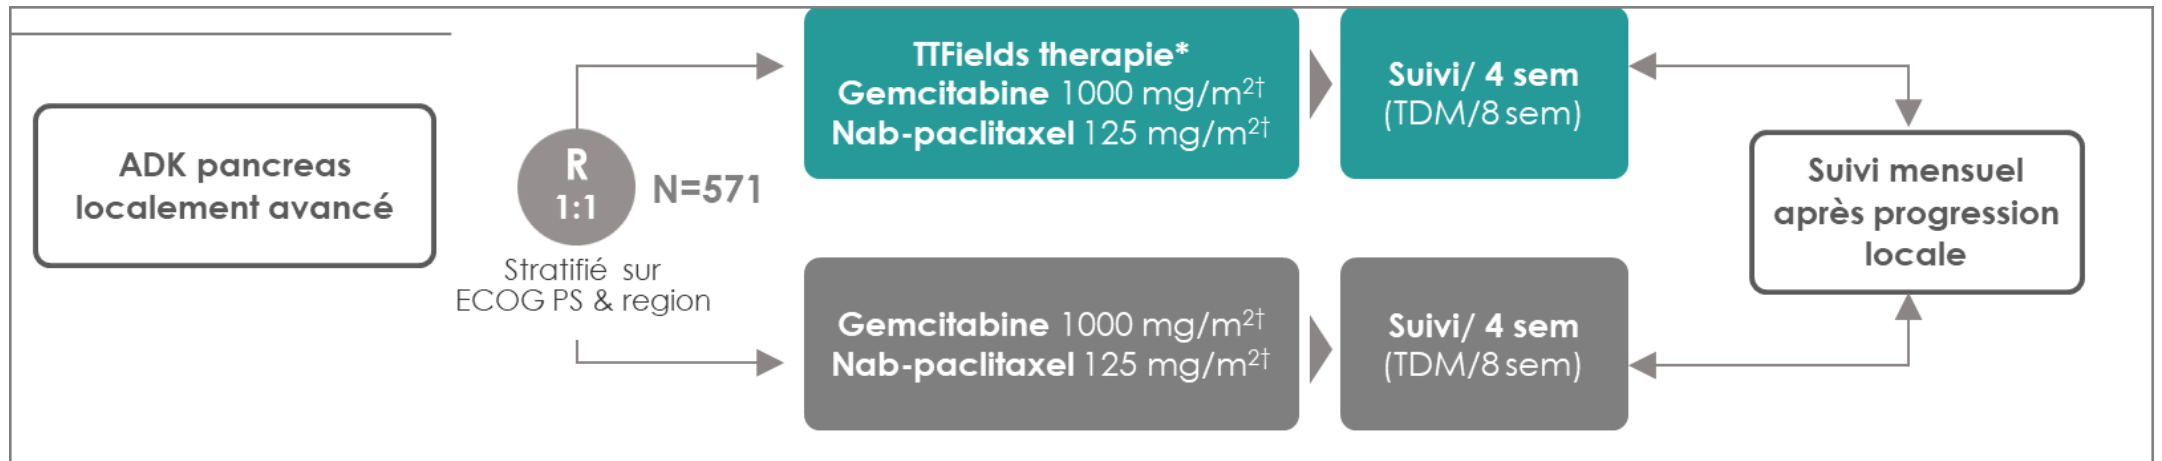 ADK pancreas
localement avancé
R
1:1
N=571
Stratifié sur
ECOG PS & region
TTFields therapie*
Gemcitabine 1000 mg/m²†
Nab-paclitaxel 125 mg/m²†
Suivi/ 4 sem
(TDM/8 sem)
Gemcitabine 1000 mg/m²†
Nab-paclitaxel 125 mg/m²†
Suivi/ 4 sem
(TDM/8 sem)
Suivi mensuel
après progression
locale